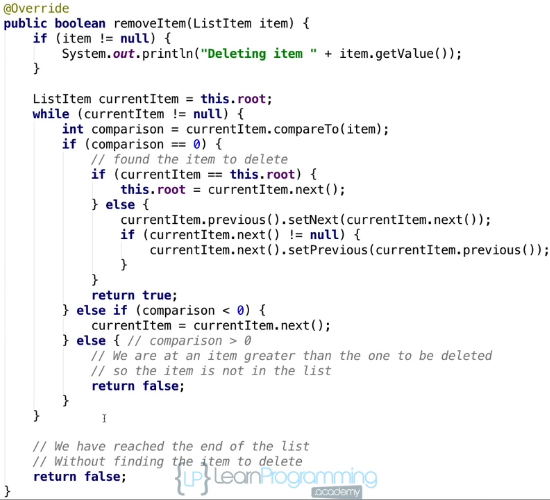 @Override
public boolean removeItem(ListItem item) {
    if (item != null) {
        System.out.println("Deleting item " + item.getValue());
    }

    ListItem currentItem = this.root;
    while (currentItem != null) {
        int comparison = currentItem.compareTo(item);
        if (comparison == 0) {
            // found the item to delete
            if (currentItem == this.root) {
                this.root = currentItem.next();
            } else {
                currentItem.previous().setNext(currentItem.next());
                if (currentItem.next() != null) {
                    currentItem.next().setPrevious(currentItem.previous());
                }
            }
            return true;
        } else if (comparison < 0) {
            currentItem = currentItem.next();
        } else { // comparison > 0
            // We are at an item greater than the one to be deleted
            // so the item is not in the list
            return false;
        }
    }

    // We have reached the end of the list
    // Without finding the item to delete
    return false;
}
{LP} LearnProgramming
.academy